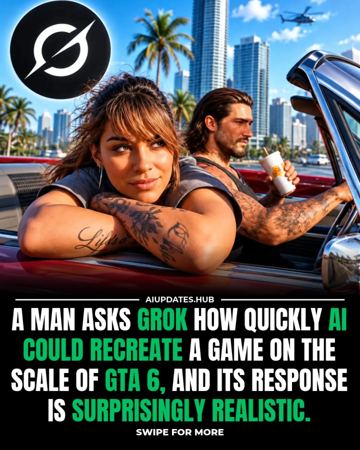 AIUPDATES.HUB
A MAN ASKS GROK HOW QUICKLY AI
COULD RECREATE A GAME ON THE
SCALE OF GTA 6, AND ITS RESPONSE
IS SURPRISINGLY REALISTIC.
SWIPE FOR MORE